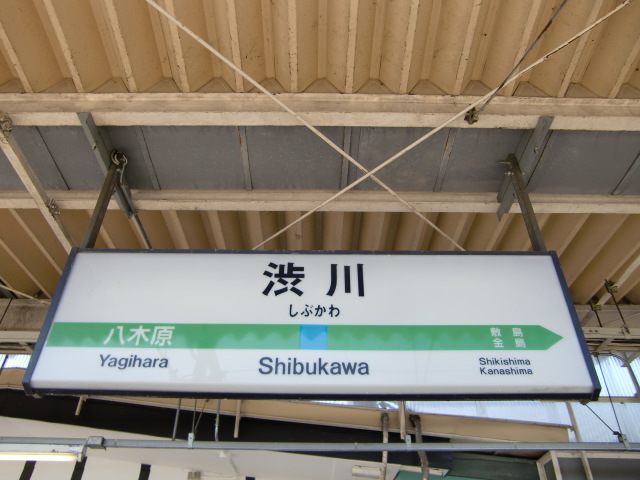 渋川
しぶかわ
八木原
敷島
金島
Yagihara
Shibukawa
Shikishima
Kanashima